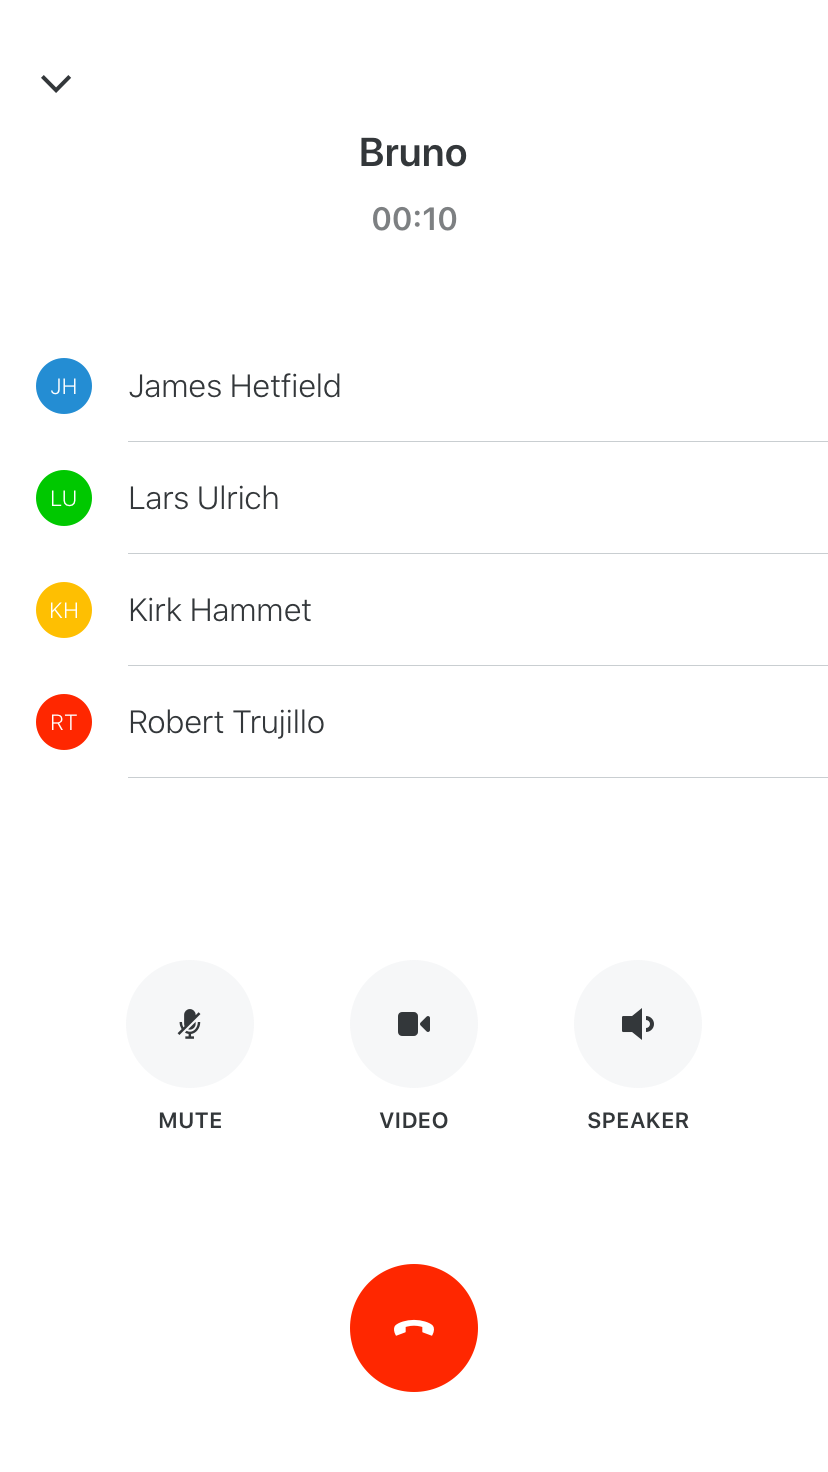 Bruno
00:10
JH James Hetfield
LU Lars Ulrich
KH Kirk Hammet
RT Robert Trujillo
MUTE VIDEO SPEAKER